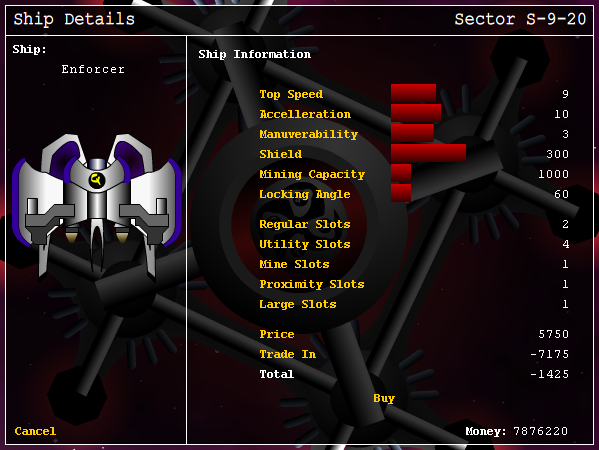 Ship Details Sector S-9-20
Ship:
Enforcer
Ship Information
Top Speed 9
Accelleration 10
Manuverability 3
Shield 300
Mining Capacity 1000
Locking Angle 60
Regular Slots 2
Utility Slots 4
Mine Slots 1
Proximity Slots 1
Large Slots 1
Price 5750
Trade In -7175
Total -1425
Buy
Cancel Money: 7876220